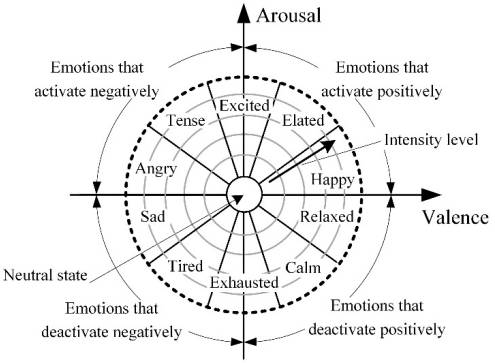 Arousal
Emotions that
activate negatively
Emotions that
activate positively
Excited
Tense
Elated
Intensity level
Angry
Happy
Valence
Sad
Relaxed
Neutral state
Tired
Calm
Exhausted
Emotions that
deactivate negatively
Emotions that
deactivate positively